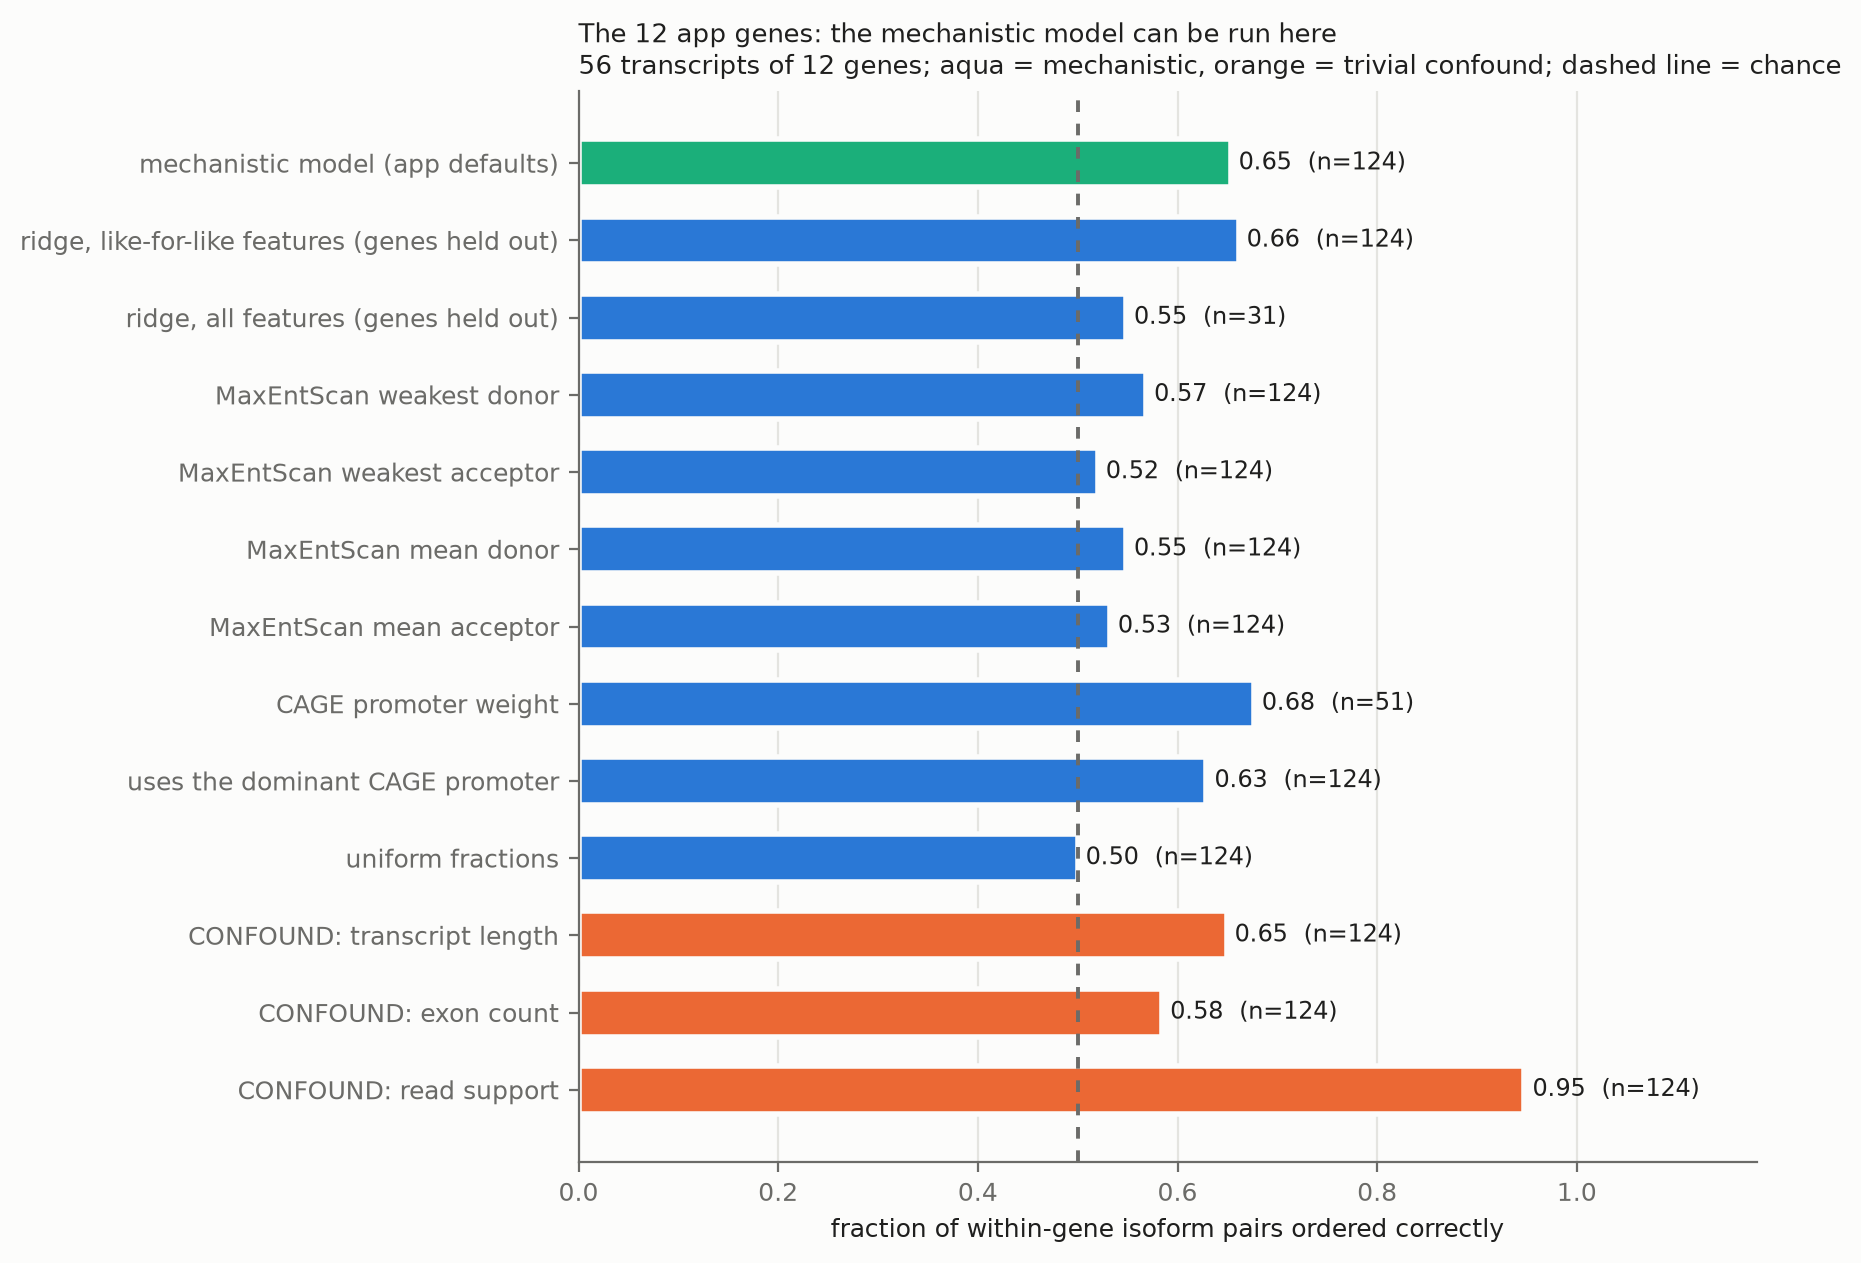 The 12 app genes: the mechanistic model can be run here
56 transcripts of 12 genes; aqua = mechanistic, orange = trivial confound; dashed line = chance
mechanistic model (app defaults) 0.65 (n=124)
ridge, like-for-like features (genes held out) 0.66 (n=124)
ridge, all features (genes held out) 0.55 (n=31)
MaxEntScan weakest donor 0.57 (n=124)
MaxEntScan weakest acceptor 0.52 (n=124)
MaxEntScan mean donor 0.55 (n=124)
MaxEntScan mean acceptor 0.53 (n=124)
CAGE promoter weight 0.68 (n=51)
uses the dominant CAGE promoter 0.63 (n=124)
uniform fractions 0.50 (n=124)
CONFOUND: transcript length 0.65 (n=124)
CONFOUND: exon count 0.58 (n=124)
CONFOUND: read support 0.95 (n=124)
0.0 0.2 0.4 0.6 0.8 1.0
fraction of within-gene isoform pairs ordered correctly